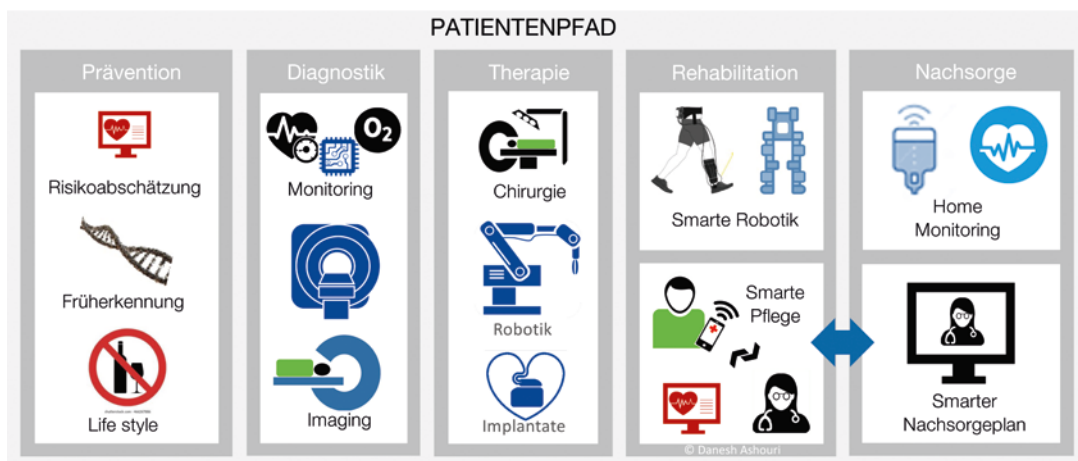 PATIENTENPFAD
Prävention
Risikoabschätzung
Früherkennung
Life style
Diagnostik
O2
Monitoring
Imaging
Therapie
Chirurgie
Robotik
Implantate
Rehabilitation
Smarte Robotik
Smarte
Pflege
© Danesh Ashouri
Nachsorge
Home
Monitoring
Smarter
Nachsorgeplan